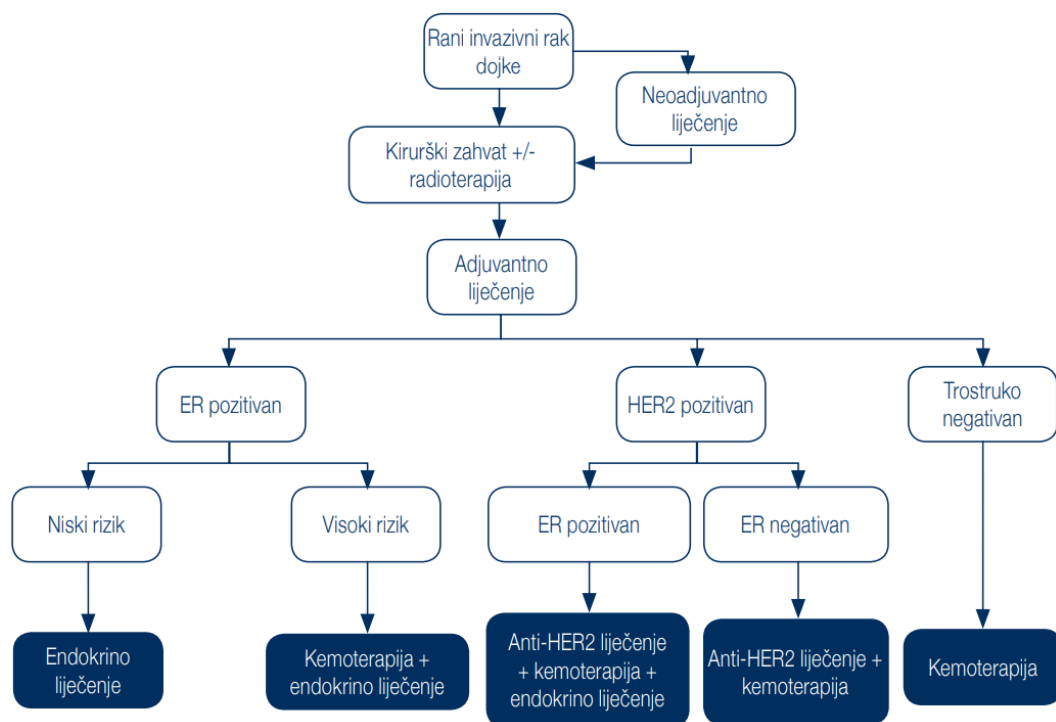 Rani invazivni rak
dojke
Neoadjuvantno
liječenje
Kirurški zahvat +/-
radioterapija
Adjuvantno
liječenje
ER pozitivan
HER2 pozitivan
Trostruko
negativan
Niski rizik
Visoki rizik
ER pozitivan
ER negativan
Endokrino
liječenje
Kemoterapija +
endokrino liječenje
Anti-HER2 liječenje
+ kemoterapija +
endokrino liječenje
Anti-HER2 liječenje +
kemoterapija
Kemoterapija